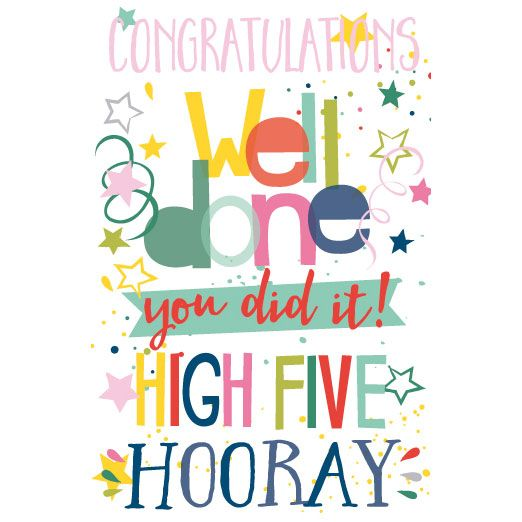 CONGRATULATIONS
Well
done
you did it!
HIGH FIVE
HOORAY